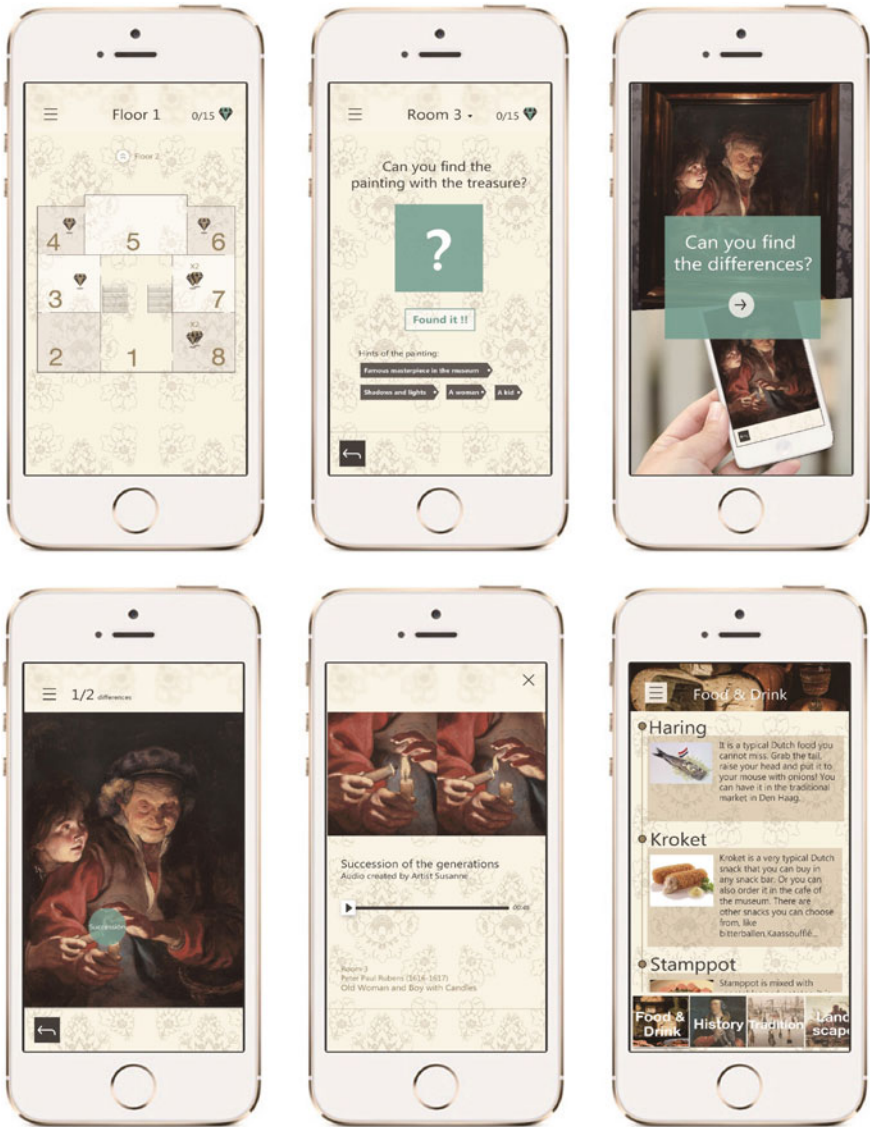 Floor 1
0/15
Floor 2
4
5
6
X2
3
7
X2
2
1
8
Room 3
0/15
Can you find the
painting with the treasure?
?
Found it !!
Hints of the painting:
Famous masterpiece in the museum
Shadows and lights
A woman
A kid
Can you find
the differences?
1/2 differences
Succession
Succession of the generations
Audio created by Artist Susanne
00:46
Room 3
Peter Paul Rubens (1616-1617)
Old Woman and Boy with Candles
Food & Drink
Haring
It is a typical Dutch food you
cannot miss. Grab the tail,
raise your head and put it to
your mouse with onions! You
can have it in the traditional
market in Den Haag.
Kroket
Kroket is a very typical Dutch
snack that you can buy in
any snack bar. Or you can
also order it in the cafe of
the museum. There are
other snacks you can choose
from, like
bitterballen,Kaassoufflé...
Stamppot
Stamppot is mixed with
Food &
Drink
History
Tradition
Land
scape